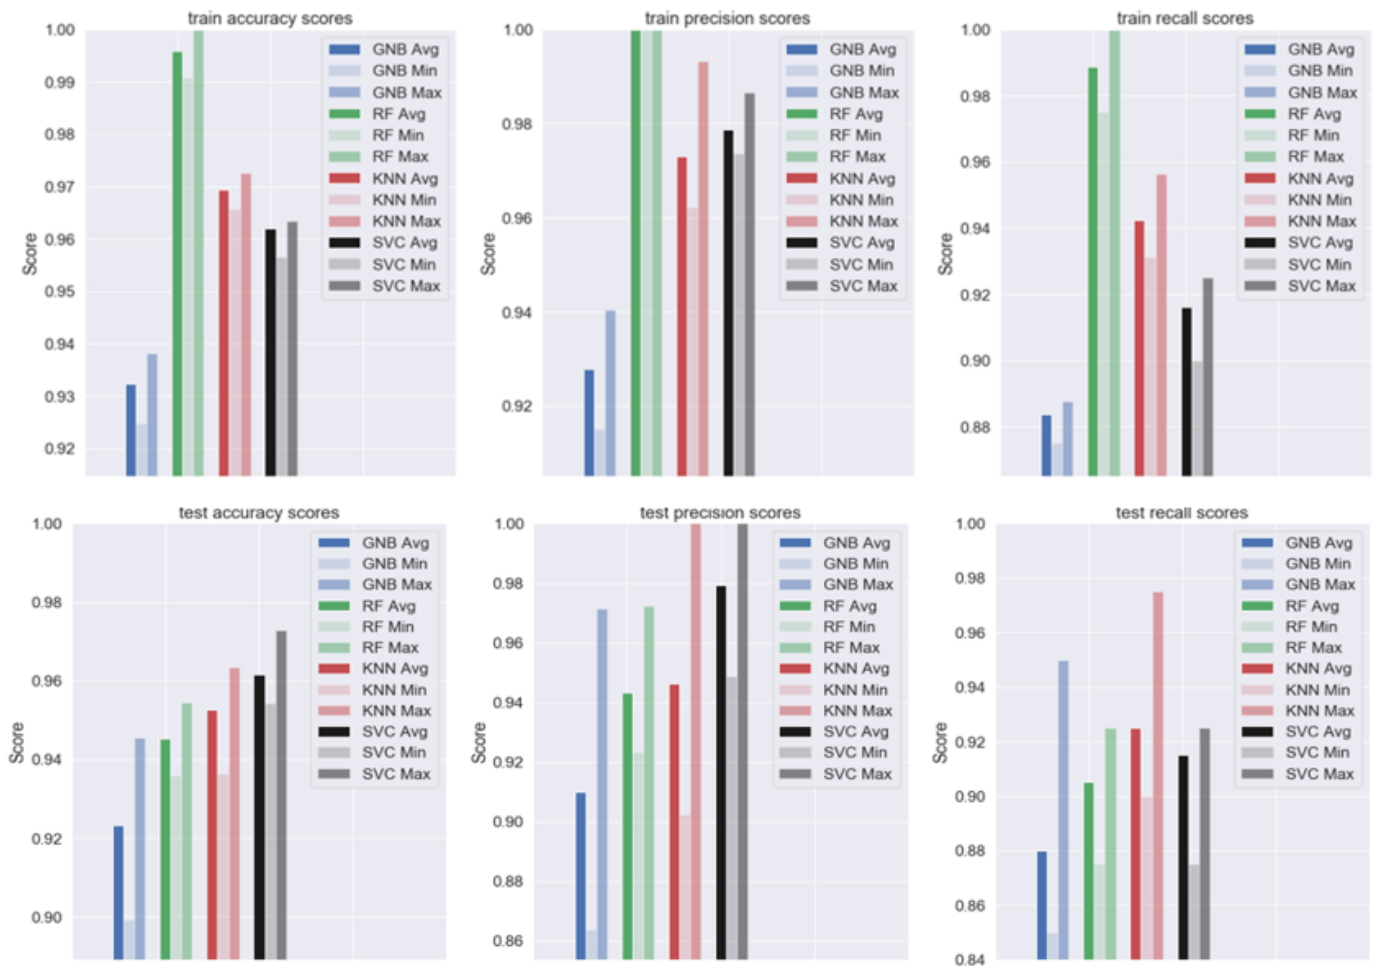 train accuracy scores
1.00
0.99
0.98
0.97
0.96
0.95
0.94
0.93
0.92
Score
GNB Avg
GNB Min
GNB Max
RF Avg
RF Min
RF Max
KNN Avg
KNN Min
KNN Max
SVC Avg
SVC Min
SVC Max
train precision scores
1.00
0.98
0.96
0.94
0.92
Score
GNB Avg
GNB Min
GNB Max
RF Avg
RF Min
RF Max
KNN Avg
KNN Min
KNN Max
SVC Avg
SVC Min
SVC Max
train recall scores
1.00
0.98
0.96
0.94
0.92
0.90
0.88
Score
GNB Avg
GNB Min
GNB Max
RF Avg
RF Min
RF Max
KNN Avg
KNN Min
KNN Max
SVC Avg
SVC Min
SVC Max
test accuracy scores
1.00
0.98
0.96
0.94
0.92
0.90
Score
GNB Avg
GNB Min
GNB Max
RF Avg
RF Min
RF Max
KNN Avg
KNN Min
KNN Max
SVC Avg
SVC Min
SVC Max
test precision scores
1.00
0.98
0.96
0.94
0.92
0.90
0.88
0.86
Score
GNB Avg
GNB Min
GNB Max
RF Avg
RF Min
RF Max
KNN Avg
KNN Min
KNN Max
SVC Avg
SVC Min
SVC Max
test recall scores
1.00
0.98
0.96
0.94
0.92
0.90
0.88
0.86
0.84
Score
GNB Avg
GNB Min
GNB Max
RF Avg
RF Min
RF Max
KNN Avg
KNN Min
KNN Max
SVC Avg
SVC Min
SVC Max